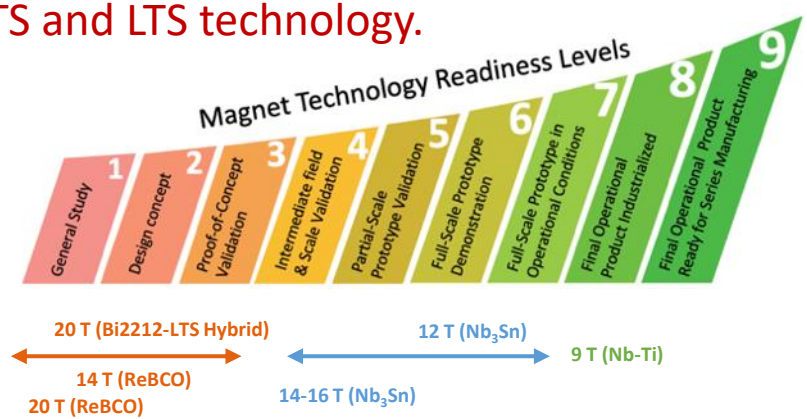 TS and LTS technology.
Magnet Technology Readiness Levels
1
General Study
2
Design concept
3
Proof-of-Concept
Validation
4
Intermediate field
& Scale Validation
5
Partial-Scale
Prototype Validation
6
Full-Scale Prototype
Demonstration
7
Full-Scale Prototype in
Operational Conditions
8
Final Operational
Product Industrialized
9
Final Operational Product
Ready for Series Manufacturing
20 T (Bi2212-LTS Hybrid)
12 T (Nb₃Sn)
9 T (Nb-Ti)
14 T (ReBCO)
14-16 T (Nb₃Sn)
20 T (ReBCO)